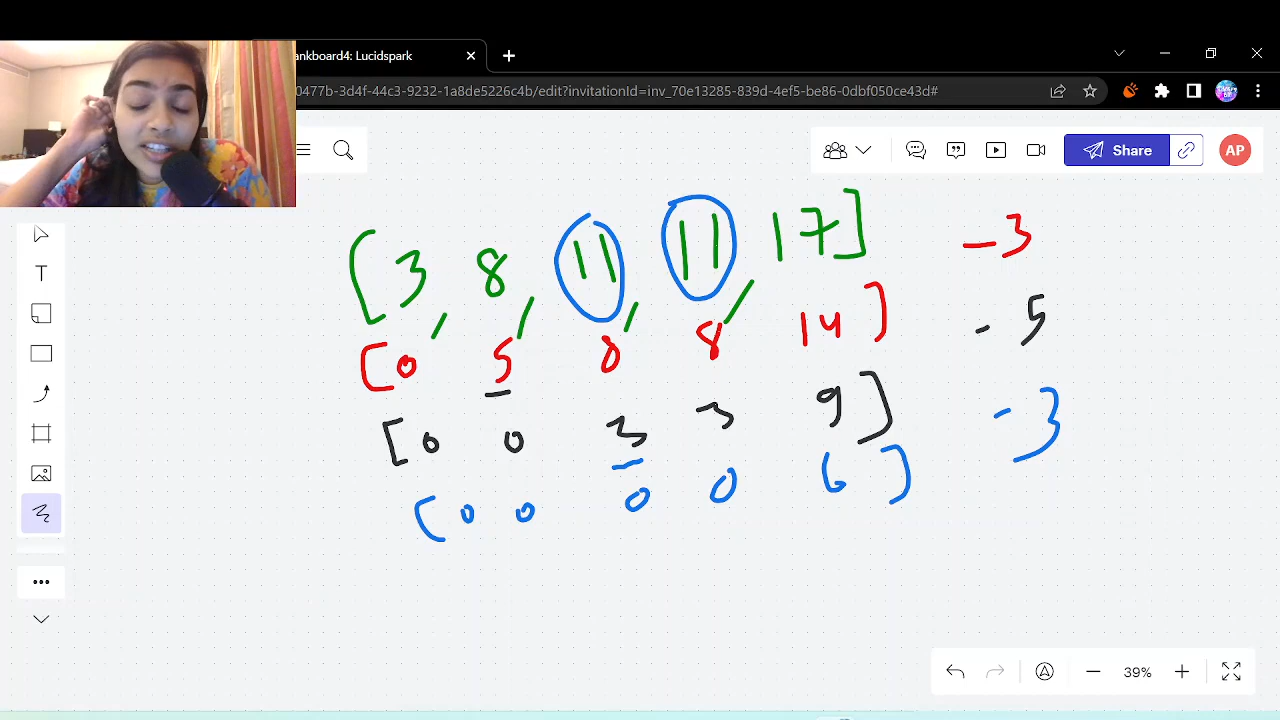 ankboard4: Lucidspark
0477b-3d4f-44c3-9232-1a8de5226c4b/edit?invitationId=inv_70e13285-839d-4ef5-be86-0dbf050ce43d#
Share
AP
T
[3 8 11 11 17] -3
[0 5 8 8 14] -5
[0 0 3 3 9] -3
[0 0 0 0 6]
39%